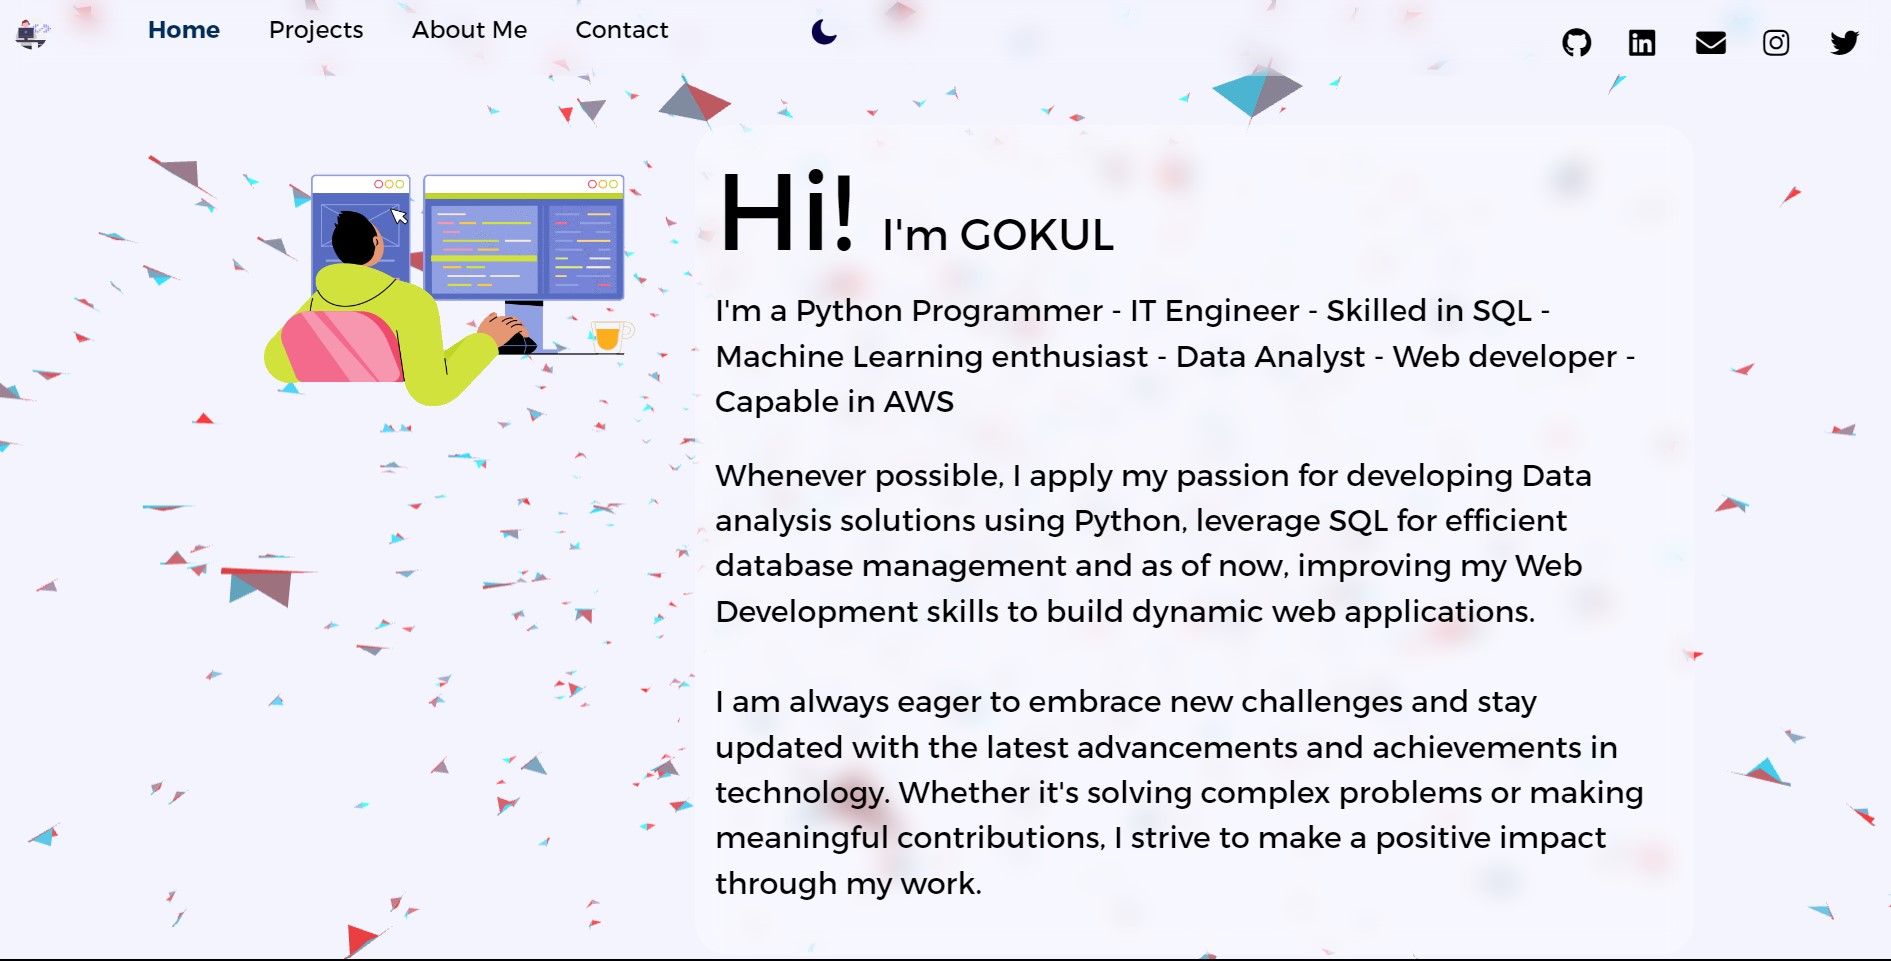 Home Projects About Me Contact
Hi! I'm GOKUL
I'm a Python Programmer - IT Engineer - Skilled in SQL -
Machine Learning enthusiast - Data Analyst - Web developer -
Capable in AWS
Whenever possible, I apply my passion for developing Data
analysis solutions using Python, leverage SQL for efficient
database management and as of now, improving my Web
Development skills to build dynamic web applications.
I am always eager to embrace new challenges and stay
updated with the latest advancements and achievements in
technology. Whether it's solving complex problems or making
meaningful contributions, I strive to make a positive impact
through my work.